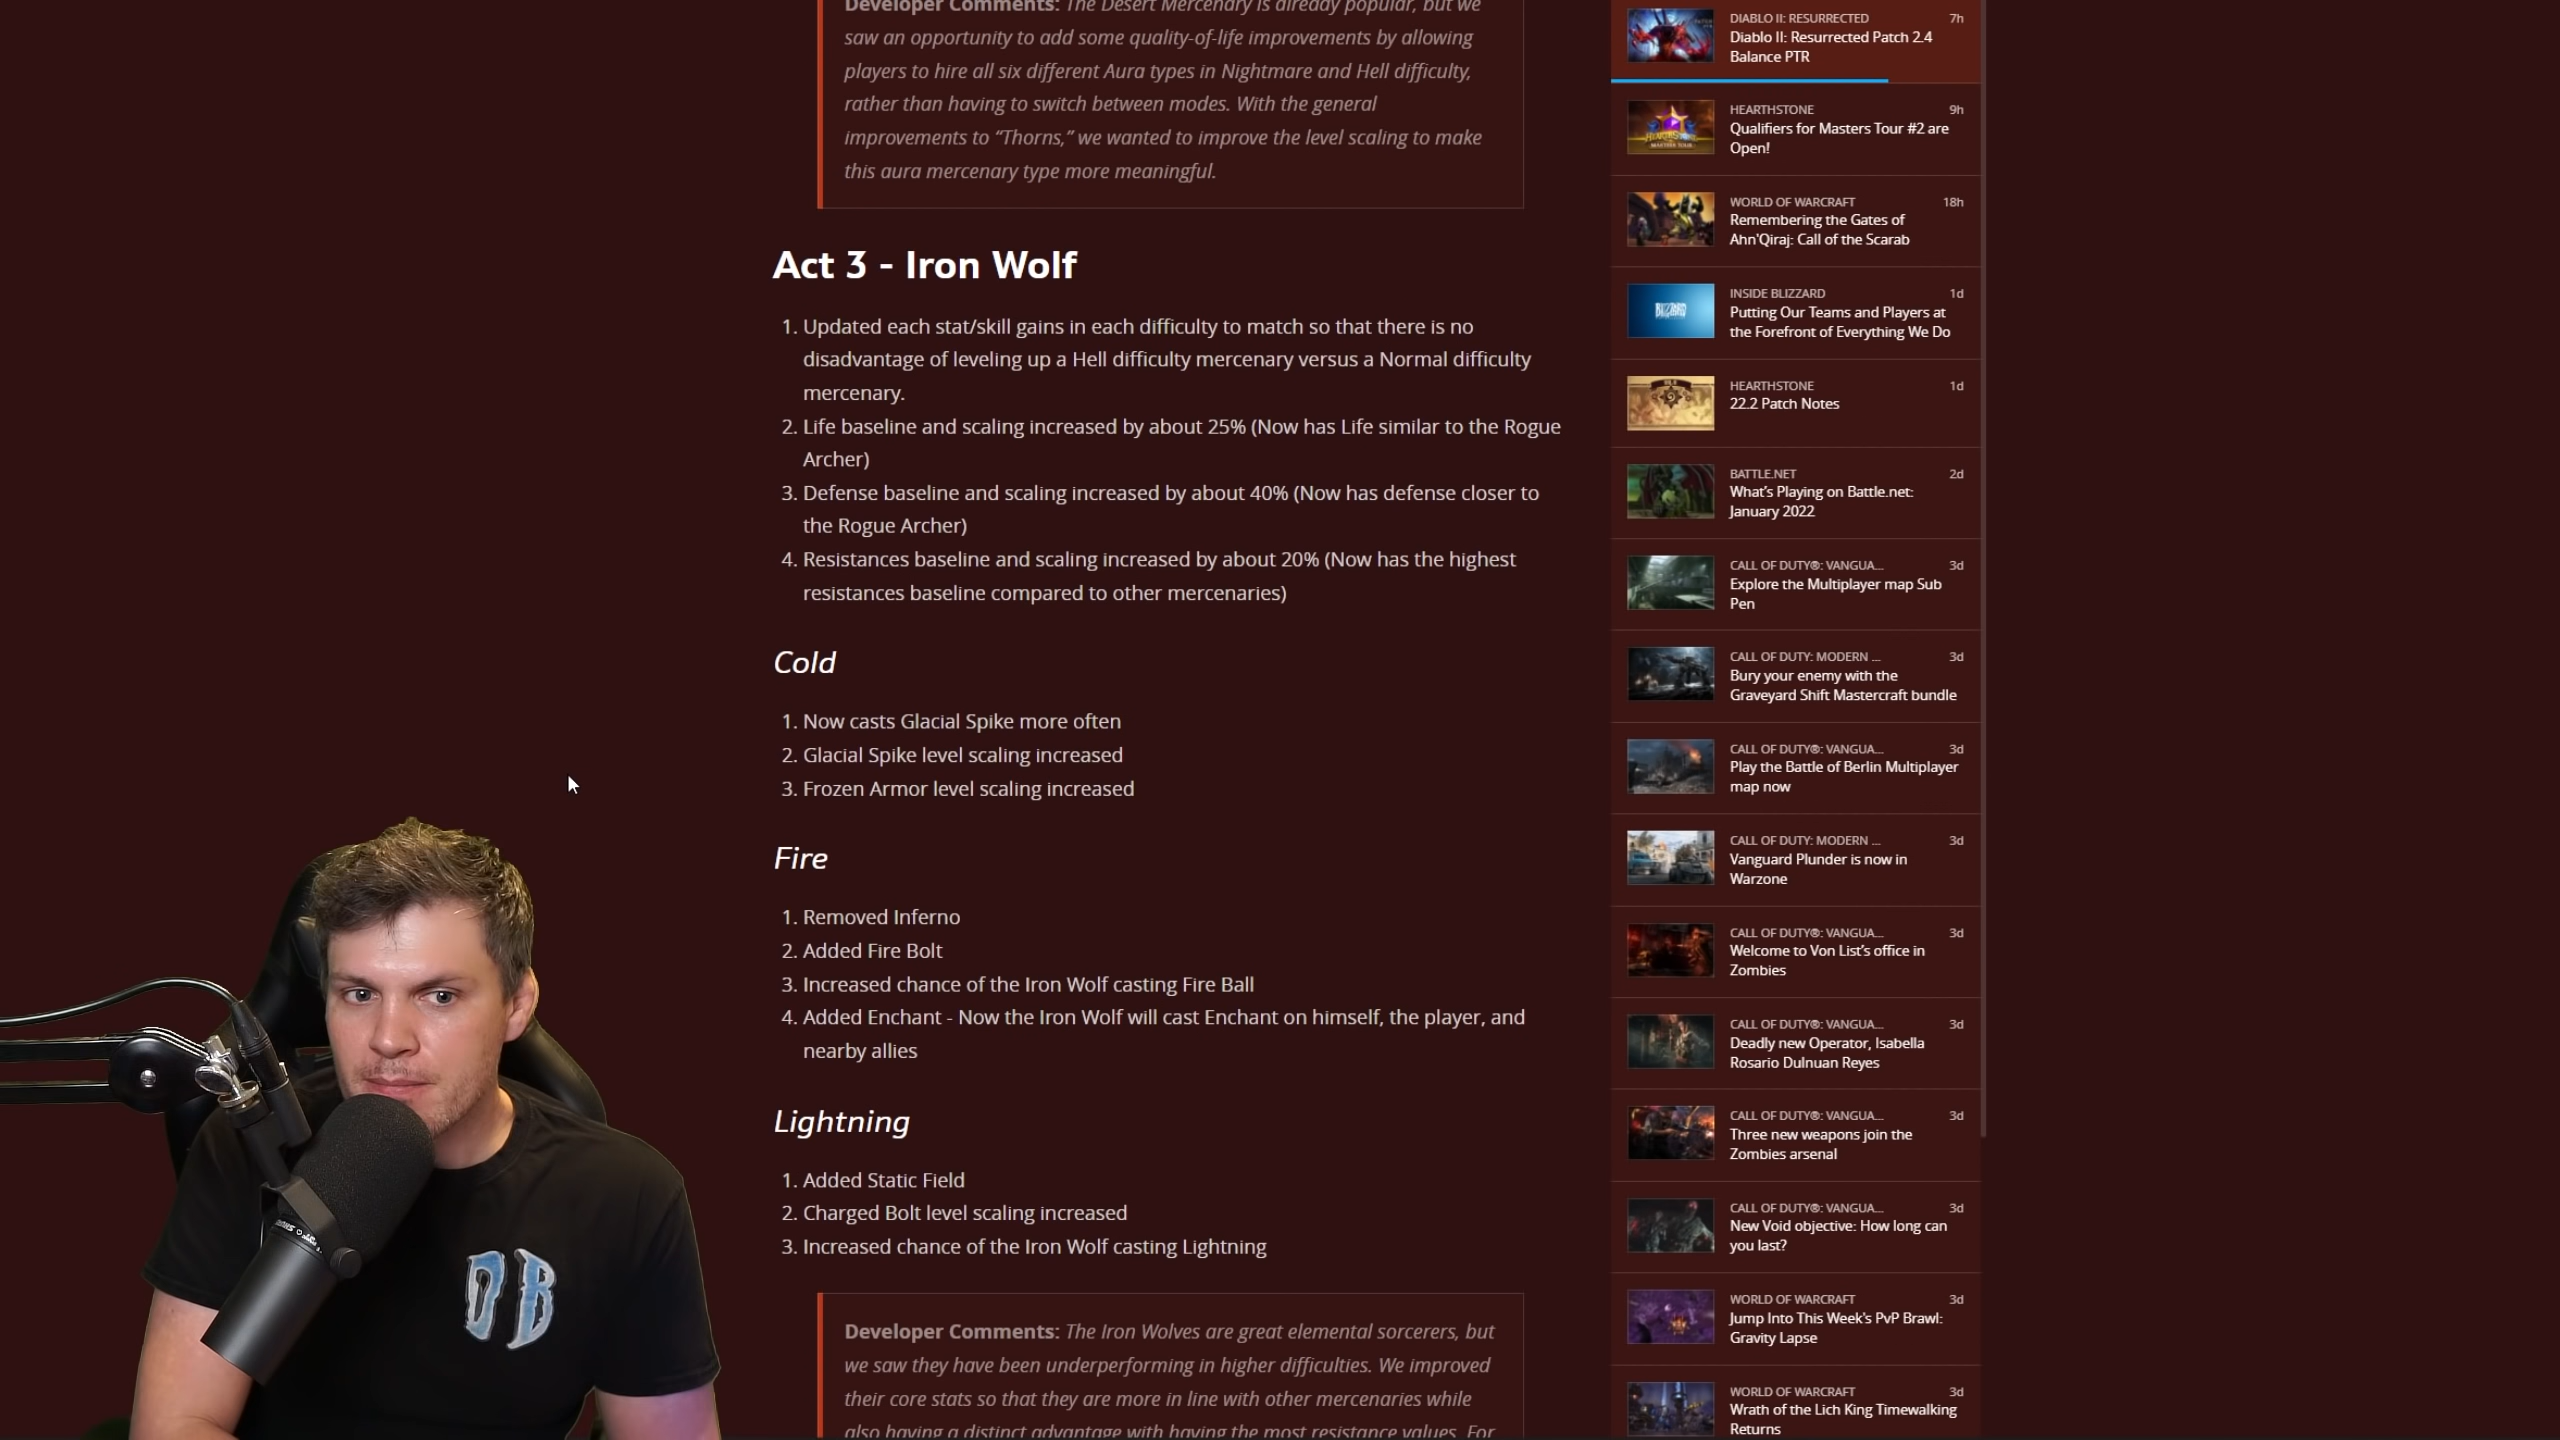 Developer Comments: The Desert Mercenary is already popular, but we
saw an opportunity to add some quality-of-life improvements by allowing
players to hire all six different Aura types in Nightmare and Hell difficulty,
rather than having to switch between modes. With the general
improvements to “Thorns,” we wanted to improve the level scaling to make
this aura mercenary type more meaningful.
Act 3 - Iron Wolf
1. Updated each stat/skill gains in each difficulty to match so that there is no
disadvantage of leveling up a Hell difficulty mercenary versus a Normal difficulty
mercenary.
2. Life baseline and scaling increased by about 25% (Now has Life similar to the Rogue
Archer)
3. Defense baseline and scaling increased by about 40% (Now has defense closer to
the Rogue Archer)
4. Resistances baseline and scaling increased by about 20% (Now has the highest
resistances baseline compared to other mercenaries)
Cold
1. Now casts Glacial Spike more often
2. Glacial Spike level scaling increased
3. Frozen Armor level scaling increased
Fire
1. Removed Inferno
2. Added Fire Bolt
3. Increased chance of the Iron Wolf casting Fire Ball
4. Added Enchant - Now the Iron Wolf will cast Enchant on himself, the player, and
nearby allies
Lightning
1. Added Static Field
2. Charged Bolt level scaling increased
3. Increased chance of the Iron Wolf casting Lightning
Developer Comments: The Iron Wolves are great elemental sorcerers, but
we saw they have been underperforming in higher difficulties. We improved
their core stats so that they are more in line with other mercenaries while
also having a distinct advantage with having the most resistance values. For
DIABLO II: RESURRECTED 7h
Diablo II: Resurrected Patch 2.4
Balance PTR
HEARTHSTONE 9h
Qualifiers for Masters Tour #2 are
Open!
WORLD OF WARCRAFT 18h
Remembering the Gates of
Ahn'Qiraj: Call of the Scarab
BLIZZARD
INSIDE BLIZZARD 1d
Putting Our Teams and Players at
the Forefront of Everything We Do
HEARTHSTONE 1d
22.2 Patch Notes
BATTLE.NET 2d
What's Playing on Battle.net:
January 2022
CALL OF DUTY®: VANGUA... 3d
Explore the Multiplayer map Sub
Pen
CALL OF DUTY: MODERN ... 3d
Bury your enemy with the
Graveyard Shift Mastercraft bundle
CALL OF DUTY®: VANGUA... 3d
Play the Battle of Berlin Multiplayer
map now
CALL OF DUTY: MODERN ... 3d
Vanguard Plunder is now in
Warzone
CALL OF DUTY®: VANGUA... 3d
Welcome to Von List's office in
Zombies
CALL OF DUTY®: VANGUA... 3d
Deadly new Operator, Isabella
Rosario Dulnuan Reyes
CALL OF DUTY®: VANGUA... 3d
Three new weapons join the
Zombies arsenal
CALL OF DUTY®: VANGUA... 3d
New Void objective: How long can
you last?
WORLD OF WARCRAFT 3d
Jump Into This Week's PvP Brawl:
Gravity Lapse
WORLD OF WARCRAFT 3d
Wrath of the Lich King Timewalking
Returns
DB